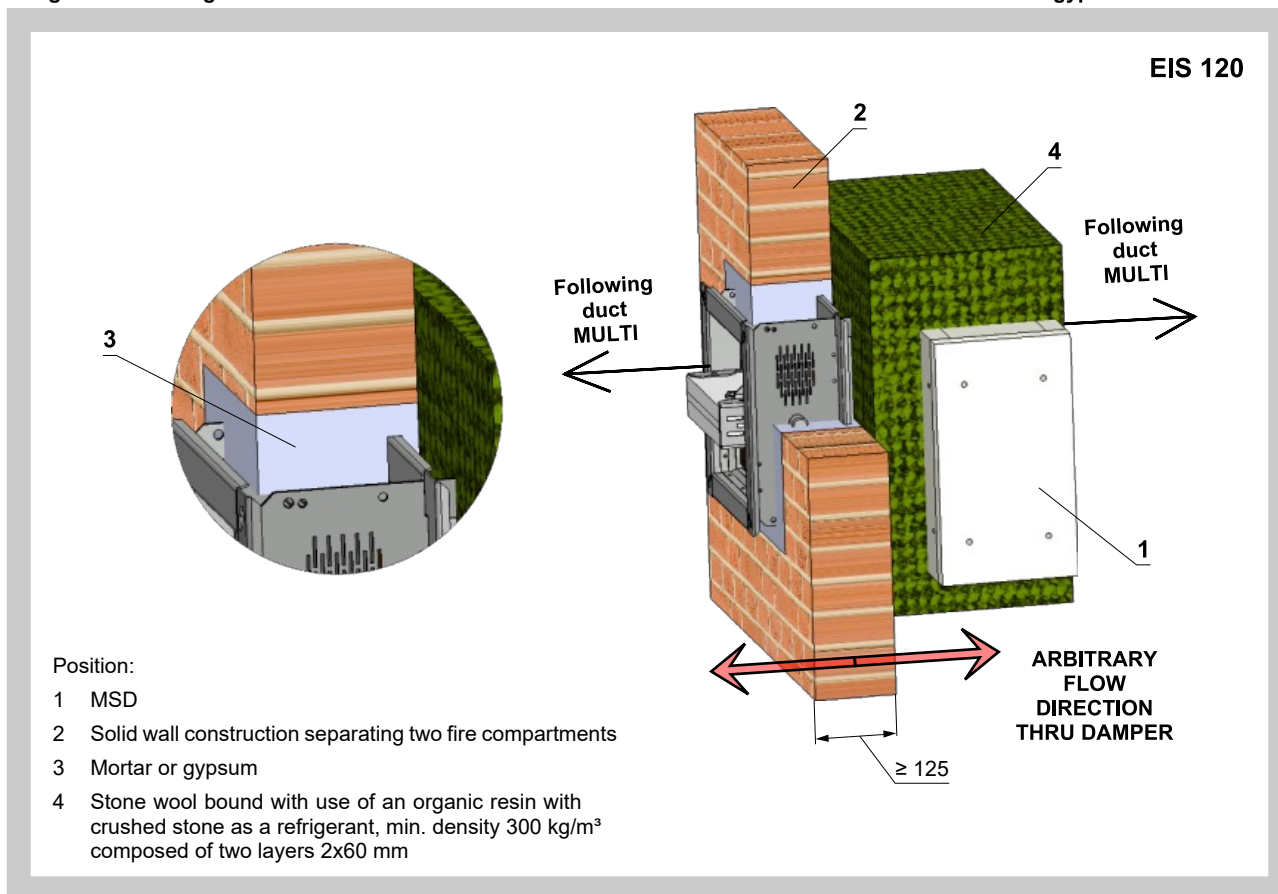 EIS 120
2
4
Following
duct
MULTI
Following
duct
MULTI
3
1
ARBITRARY
FLOW
DIRECTION
THRU DAMPER
≥ 125
Position:
1 MSD
2 Solid wall construction separating two fire compartments
3 Mortar or gypsum
4 Stone wool bound with use of an organic resin with
crushed stone as a refrigerant, min. density 300 kg/m³
composed of two layers 2x60 mm